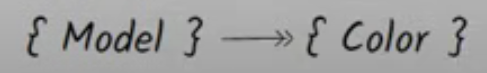 { Model } ↠ { Color }